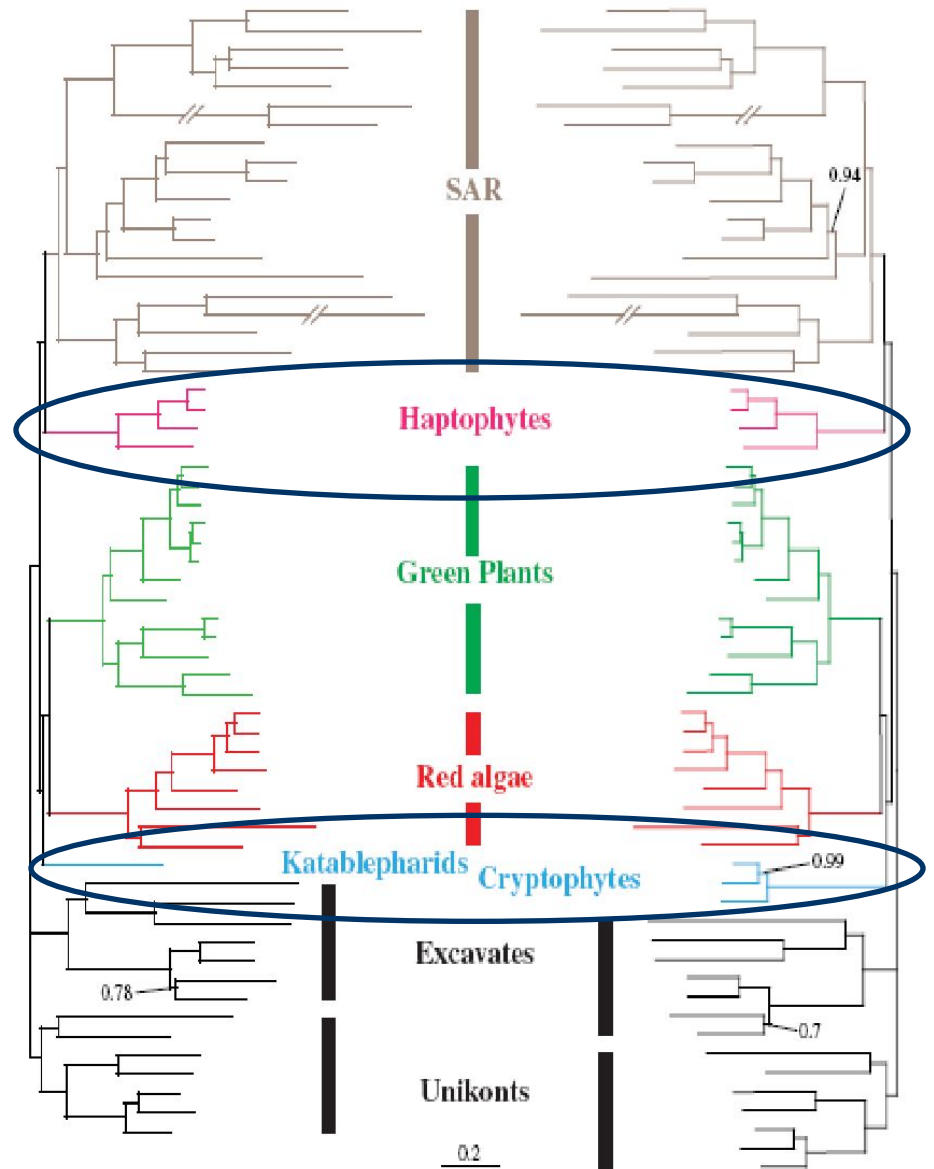 0.94
SAR
Haptophytes
Green Plants
Red algae
Katablepharids
Cryptophytes
0.99
Excavates
0.78
0.7
Unikonts
0.2